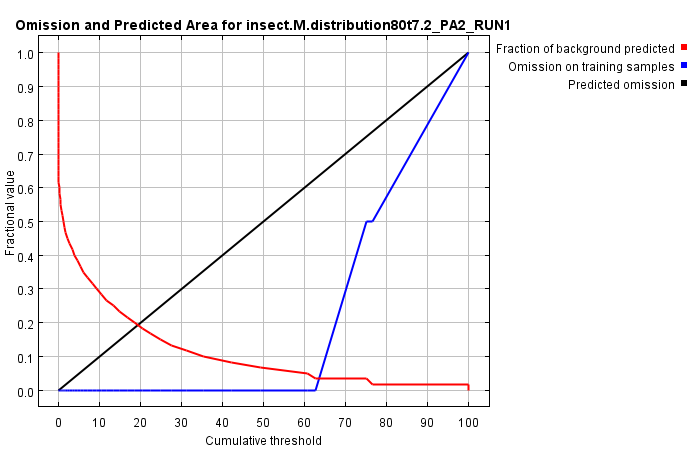 Omission and Predicted Area for insect.M.distribution80t7.2_PA2_RUN1
Fraction of background predicted
Omission on training samples
Predicted omission
Fractional value
1.0
0.9
0.8
0.7
0.6
0.5
0.4
0.3
0.2
0.1
0.0
0 10 20 30 40 50 60 70 80 90 100
Cumulative threshold